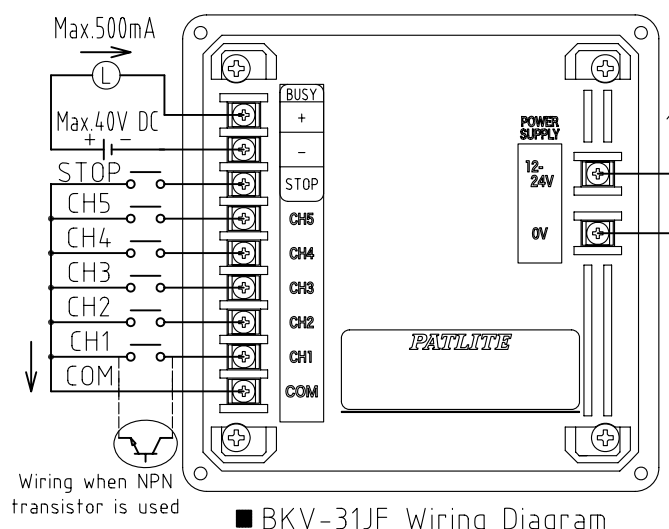 Max.500mA
L
Max.40V DC
+ −
STOP
CH5
CH4
CH3
CH2
CH1
COM
Wiring when NPN
transistor is used
BUSY
+
−
STOP
CH5
CH4
CH3
CH2
CH1
COM
POWER
SUPPLY
12-
24V
0V
PATLITE
■ BKV-31JF Wiring Diagram